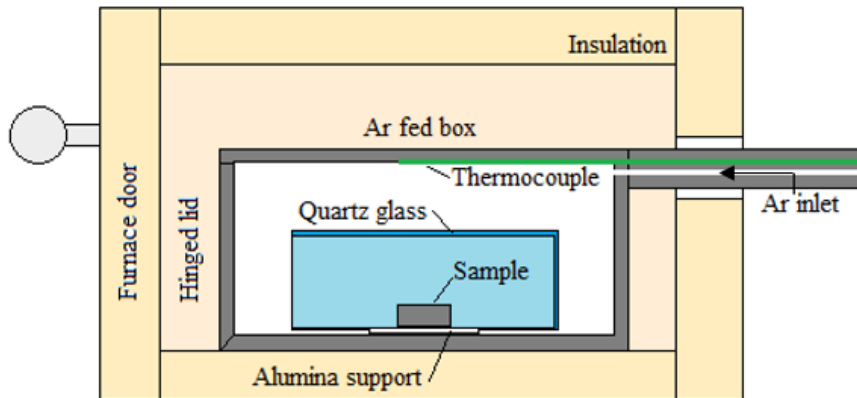 Insulation
Ar fed box
Thermocouple
Ar inlet
Quartz glass
Sample
Furnace door
Hinged lid
Alumina support